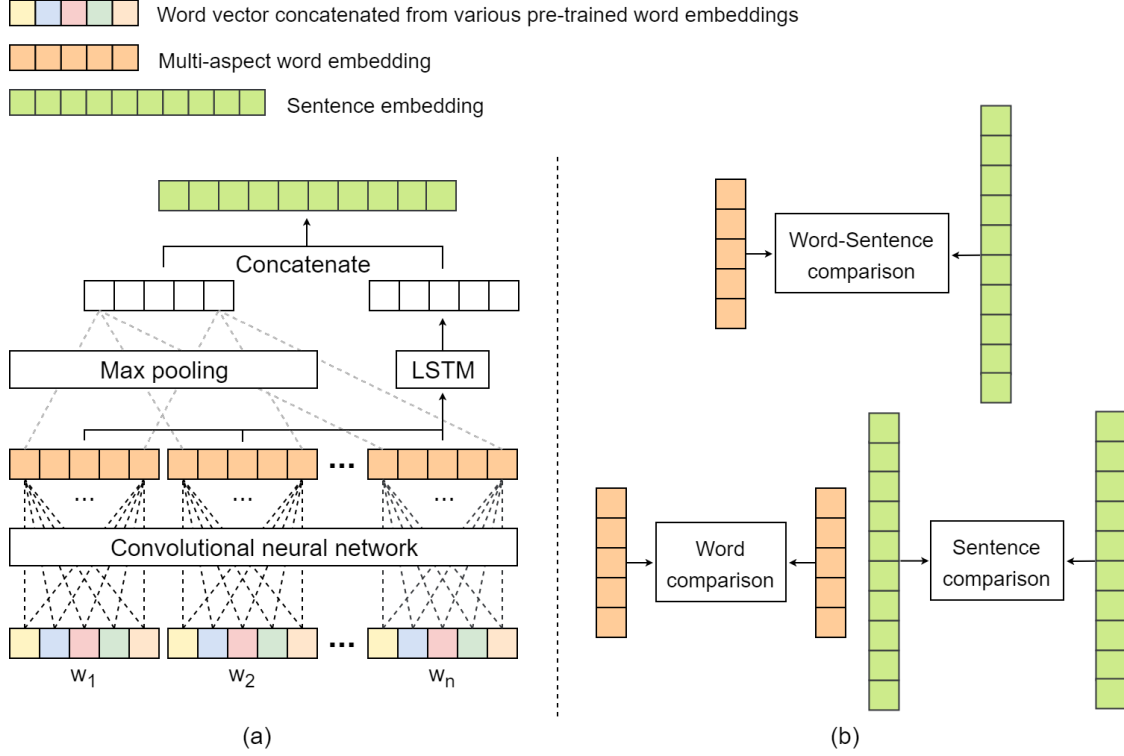 Word vector concatenated from various pre-trained word embeddings
Multi-aspect word embedding
Sentence embedding
Concatenate
Max pooling
LSTM
...
... ... ...
Convolutional neural network
...
w1 w2 wn
(a)
Word-Sentence
comparison
Word
comparison
Sentence
comparison
(b)